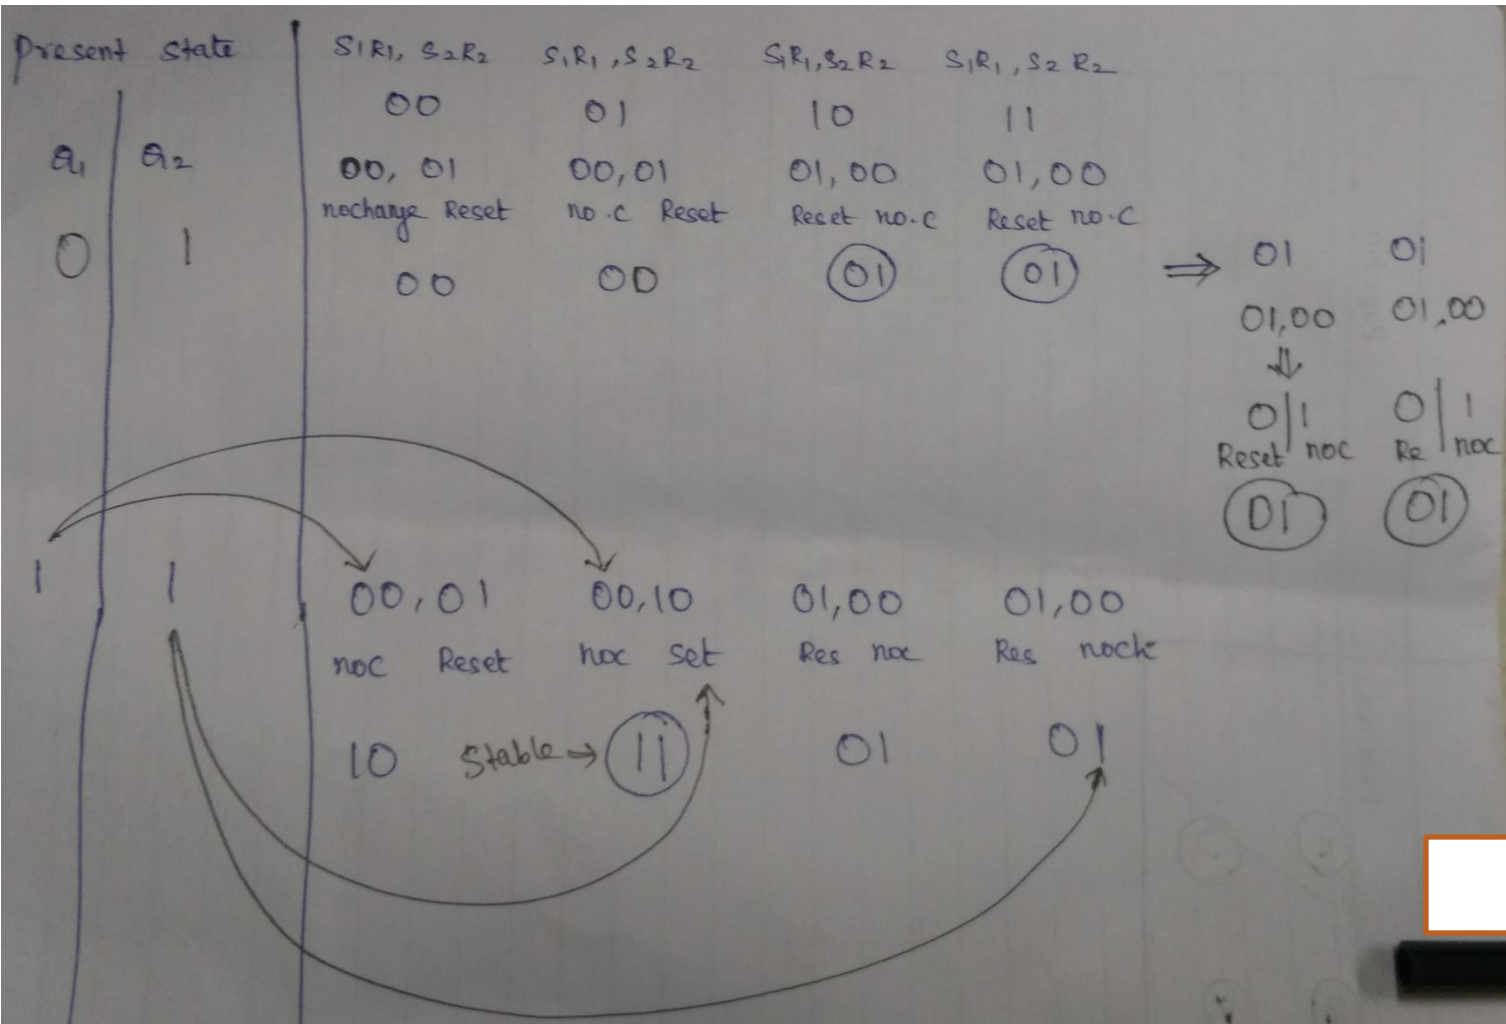 Present State S1R1, S2R2 S1R1, S2R2 S1R1, S2R2 S1R1, S2 R2
00 01 10 11
Q1 Q2 00, 01 00,01 01,00 01,00
nochange Reset no.c Reset Reset no.c Reset no.c
0 1 00 00 01 01 ⇒ 01 01
01,00 01,00
⇓
0|1 0|1
Reset noc Re noc
01 01
1 1 00,01 00,10 01,00 01,00
noc Reset noc set Res noc Res noch
10 Stable → 11 01 01